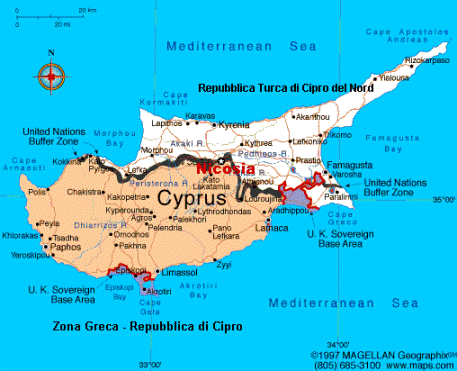 0
20 km
0
20 mi
Mediterranean Sea
Cape Apostolos
Andreas
Rizokarpaso
N
Repubblica Turca di Cipro del Nord
Yialousa
Cape
Kormakiti
Lapithos
Karavas
Kyrenia
Akanthou
United Nations
Buffer Zone
Morphou
Bay
Morphou
Akaki R.
Kythrea
Lefkoniko
Trikomo
Famagusta
Bay
Cape
Arnaduti
Kokkina
Kato
Pyrgo
Lefka
Pedhieos R.
Prastio
Famagusta
Varosha
Nicosia
Peristerona R.
Kato
Lakatamia
Athienou
United Nations
Buffer Zone
Polis
Chakistra
Kakopetria
Cyprus
Louroujina
Paralimni
35°00
Kyperounda
Lythrodhondas
Aradhippou
Cape
Greco
Peyia
Agros
Palekhori
Larnaca
Khlorakas
Dhiarrizos R.
Pelendria
Pano
Lefkara
U. K. Sovereign
Base Area
Tsadha
Omodhos
Paphos
Pakhna
Yeroskipou
Zyyi
Episkopi
Limassol
U. K. Sovereign
Base Area
Episkopi
Bay
Akrotiri
Akrotiri
Bay
Cape
Gata
Mediterranean Sea
Zona Greca - Repubblica di Cipro
34°00
©1997 MAGELLAN Geographix℠
33°00
(805) 685-3100 www.maps.com